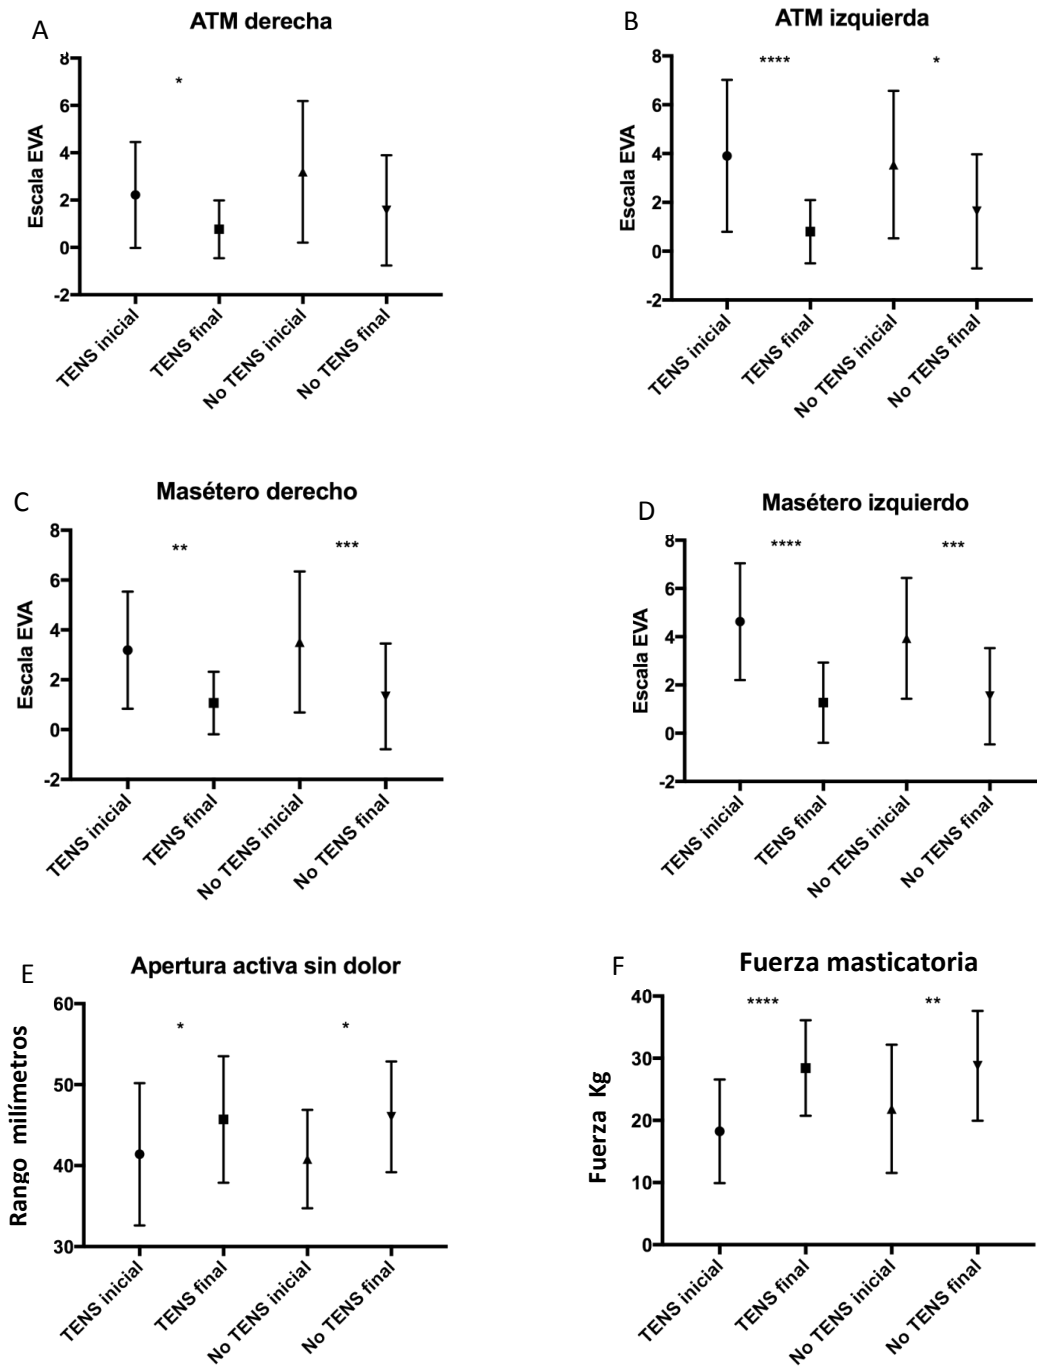 A
ATM derecha
8
6
4
2
0
-2
Escala EVA
*
TENS inicial
TENS final
No TENS inicial
No TENS final
B
ATM izquierda
8
6
4
2
0
-2
Escala EVA
****
*
TENS inicial
TENS final
No TENS inicial
No TENS final
C
Masétero derecho
8
6
4
2
0
-2
Escala EVA
**
***
TENS inicial
TENS final
No TENS inicial
No TENS final
D
Masétero izquierdo
8
6
4
2
0
-2
Escala EVA
****
***
TENS inicial
TENS final
No TENS inicial
No TENS final
E
Apertura activa sin dolor
60
50
40
30
Rango milímetros
*
*
TENS inicial
TENS final
No TENS inicial
No TENS final
F
Fuerza masticatoria
40
30
20
10
0
Fuerza Kg
****
**
TENS inicial
TENS final
No TENS inicial
No TENS final